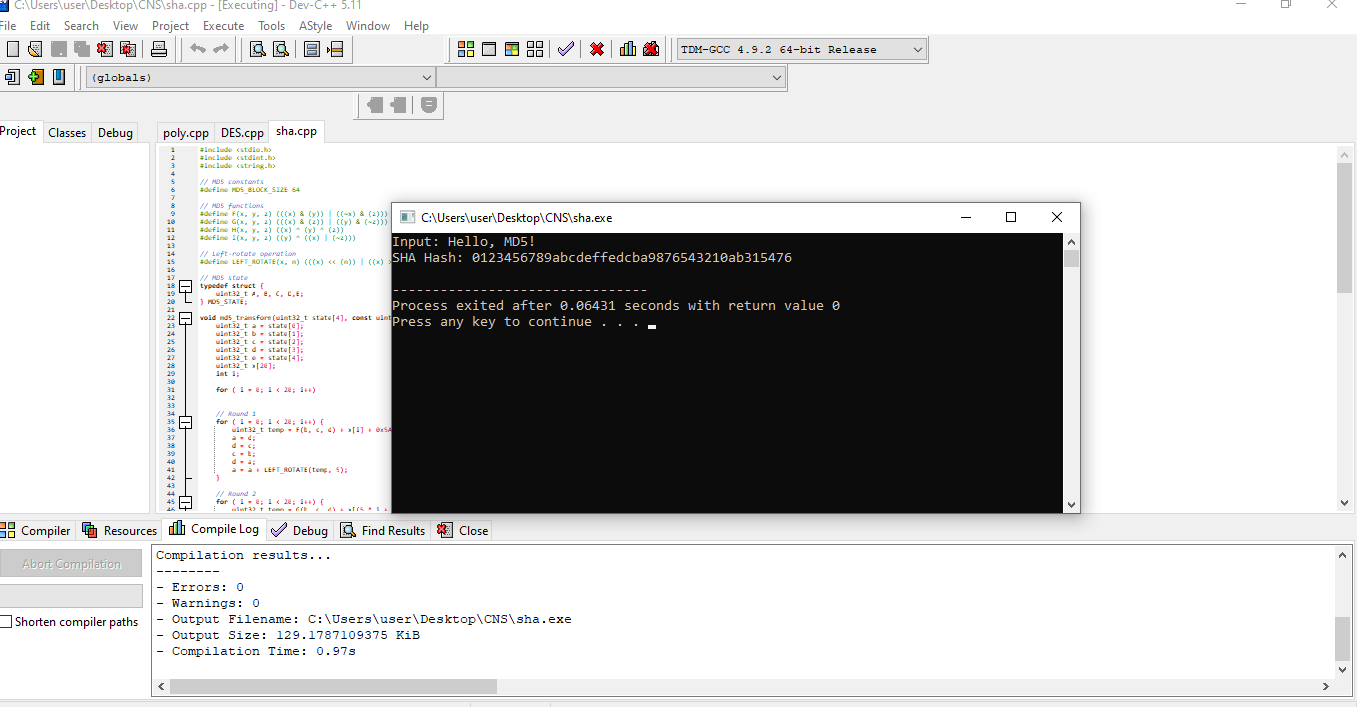 C:\Users\user\Desktop\CNS\sha.cpp - [Executing] - Dev-C++ 5.11
File Edit Search View Project Execute Tools AStyle Window Help
TDM-GCC 4.9.2 64-bit Release
(globals)
Project Classes Debug
poly.cpp DES.cpp sha.cpp
1 #include <stdio.h>
2 #include <stdint.h>
3 #include <string.h>
4
5 // MD5 constants
6 #define MD5_BLOCK_SIZE 64
7
8 // MD5 functions
9 #define F(x, y, z) (((x) & (y)) | ((~x) & (z)))
10 #define G(x, y, z) (((x) & (z)) | ((y) & (~z)))
11 #define H(x, y, z) ((x) ^ (y) ^ (z))
12 #define I(x, y, z) ((y) ^ ((x) | (~z)))
13
14 // Left-rotate operation
15 #define LEFT_ROTATE(x, n) (((x) << (n)) | ((x)
16
17 // MD5 state
18 typedef struct {
19 uint32_t A, B, C, D,E;
20 } MD5_STATE;
21
22 void md5_transform(uint32_t state[4], const uint
23 uint32_t a = state[0];
24 uint32_t b = state[1];
25 uint32_t c = state[2];
26 uint32_t d = state[3];
27 uint32_t e = state[4];
28 uint32_t x[20];
29 int i;
30
31 for ( i = 0; i < 20; i++)
32
33
34 // Round 1
35 for ( i = 0; i < 20; i++) {
36 uint32_t temp = F(b, c, d) + x[i] + 0x5A
37 a = d;
38 d = c;
39 c = b;
40 d = a;
41 a = a + LEFT_ROTATE(temp, 5);
42 }
43
44 // Round 2
45 for ( i = 0; i < 20; i++) {
46 uint32_t temp = G(b, c, d) + x[(5 * i +
C:\Users\user\Desktop\CNS\sha.exe
Input: Hello, MD5!
SHA Hash: 0123456789abcdeffedcba9876543210ab315476
--------------------------------
Process exited after 0.06431 seconds with return value 0
Press any key to continue . . .
Compiler Resources Compile Log Debug Find Results Close
Abort Compilation
Shorten compiler paths
Compilation results...
--------
- Errors: 0
- Warnings: 0
- Output Filename: C:\Users\user\Desktop\CNS\sha.exe
- Output Size: 129.1787109375 KiB
- Compilation Time: 0.97s